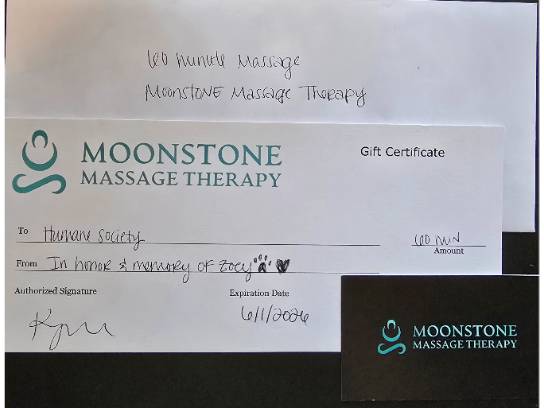 60 minute Massage
Moonstone Massage Therapy
MOONSTONE
MASSAGE THERAPY
Gift Certificate
To Humane Society
60 min
Amount
From In honor & memory of Zoey
Authorized Signature
Expiration Date
6/1/2026
MOONSTONE
MASSAGE THERAPY